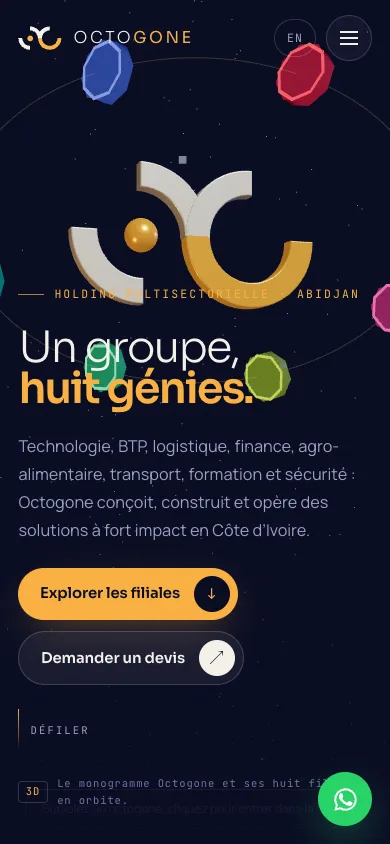 OCTOGONE
EN
HOLDING MULTISECTORIELLE · ABIDJAN
Un groupe,
huit génies.
Technologie, BTP, logistique, finance, agro-
alimentaire, transport, formation et sécurité :
Octogone conçoit, construit et opère des
solutions à fort impact en Côte d'Ivoire.
Explorer les filiales
Demander un devis
DÉFILER
3D
Le monogramme Octogone et ses huit
en orbite.